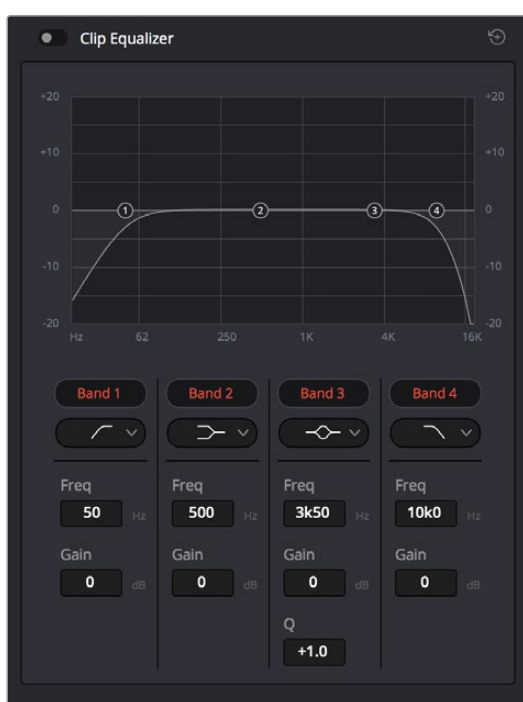 Clip Equalizer
+20 +20
+10 +10
0 1 2 3 4 0
-10 -10
-20 -20
Hz 62 250 1K 4K 16K
Band 1 Band 2 Band 3 Band 4
Freq Freq Freq Freq
50 Hz 500 Hz 3k50 Hz 10k0 Hz
Gain Gain Gain Gain
0 dB 0 dB 0 dB 0 dB
Q
+1.0